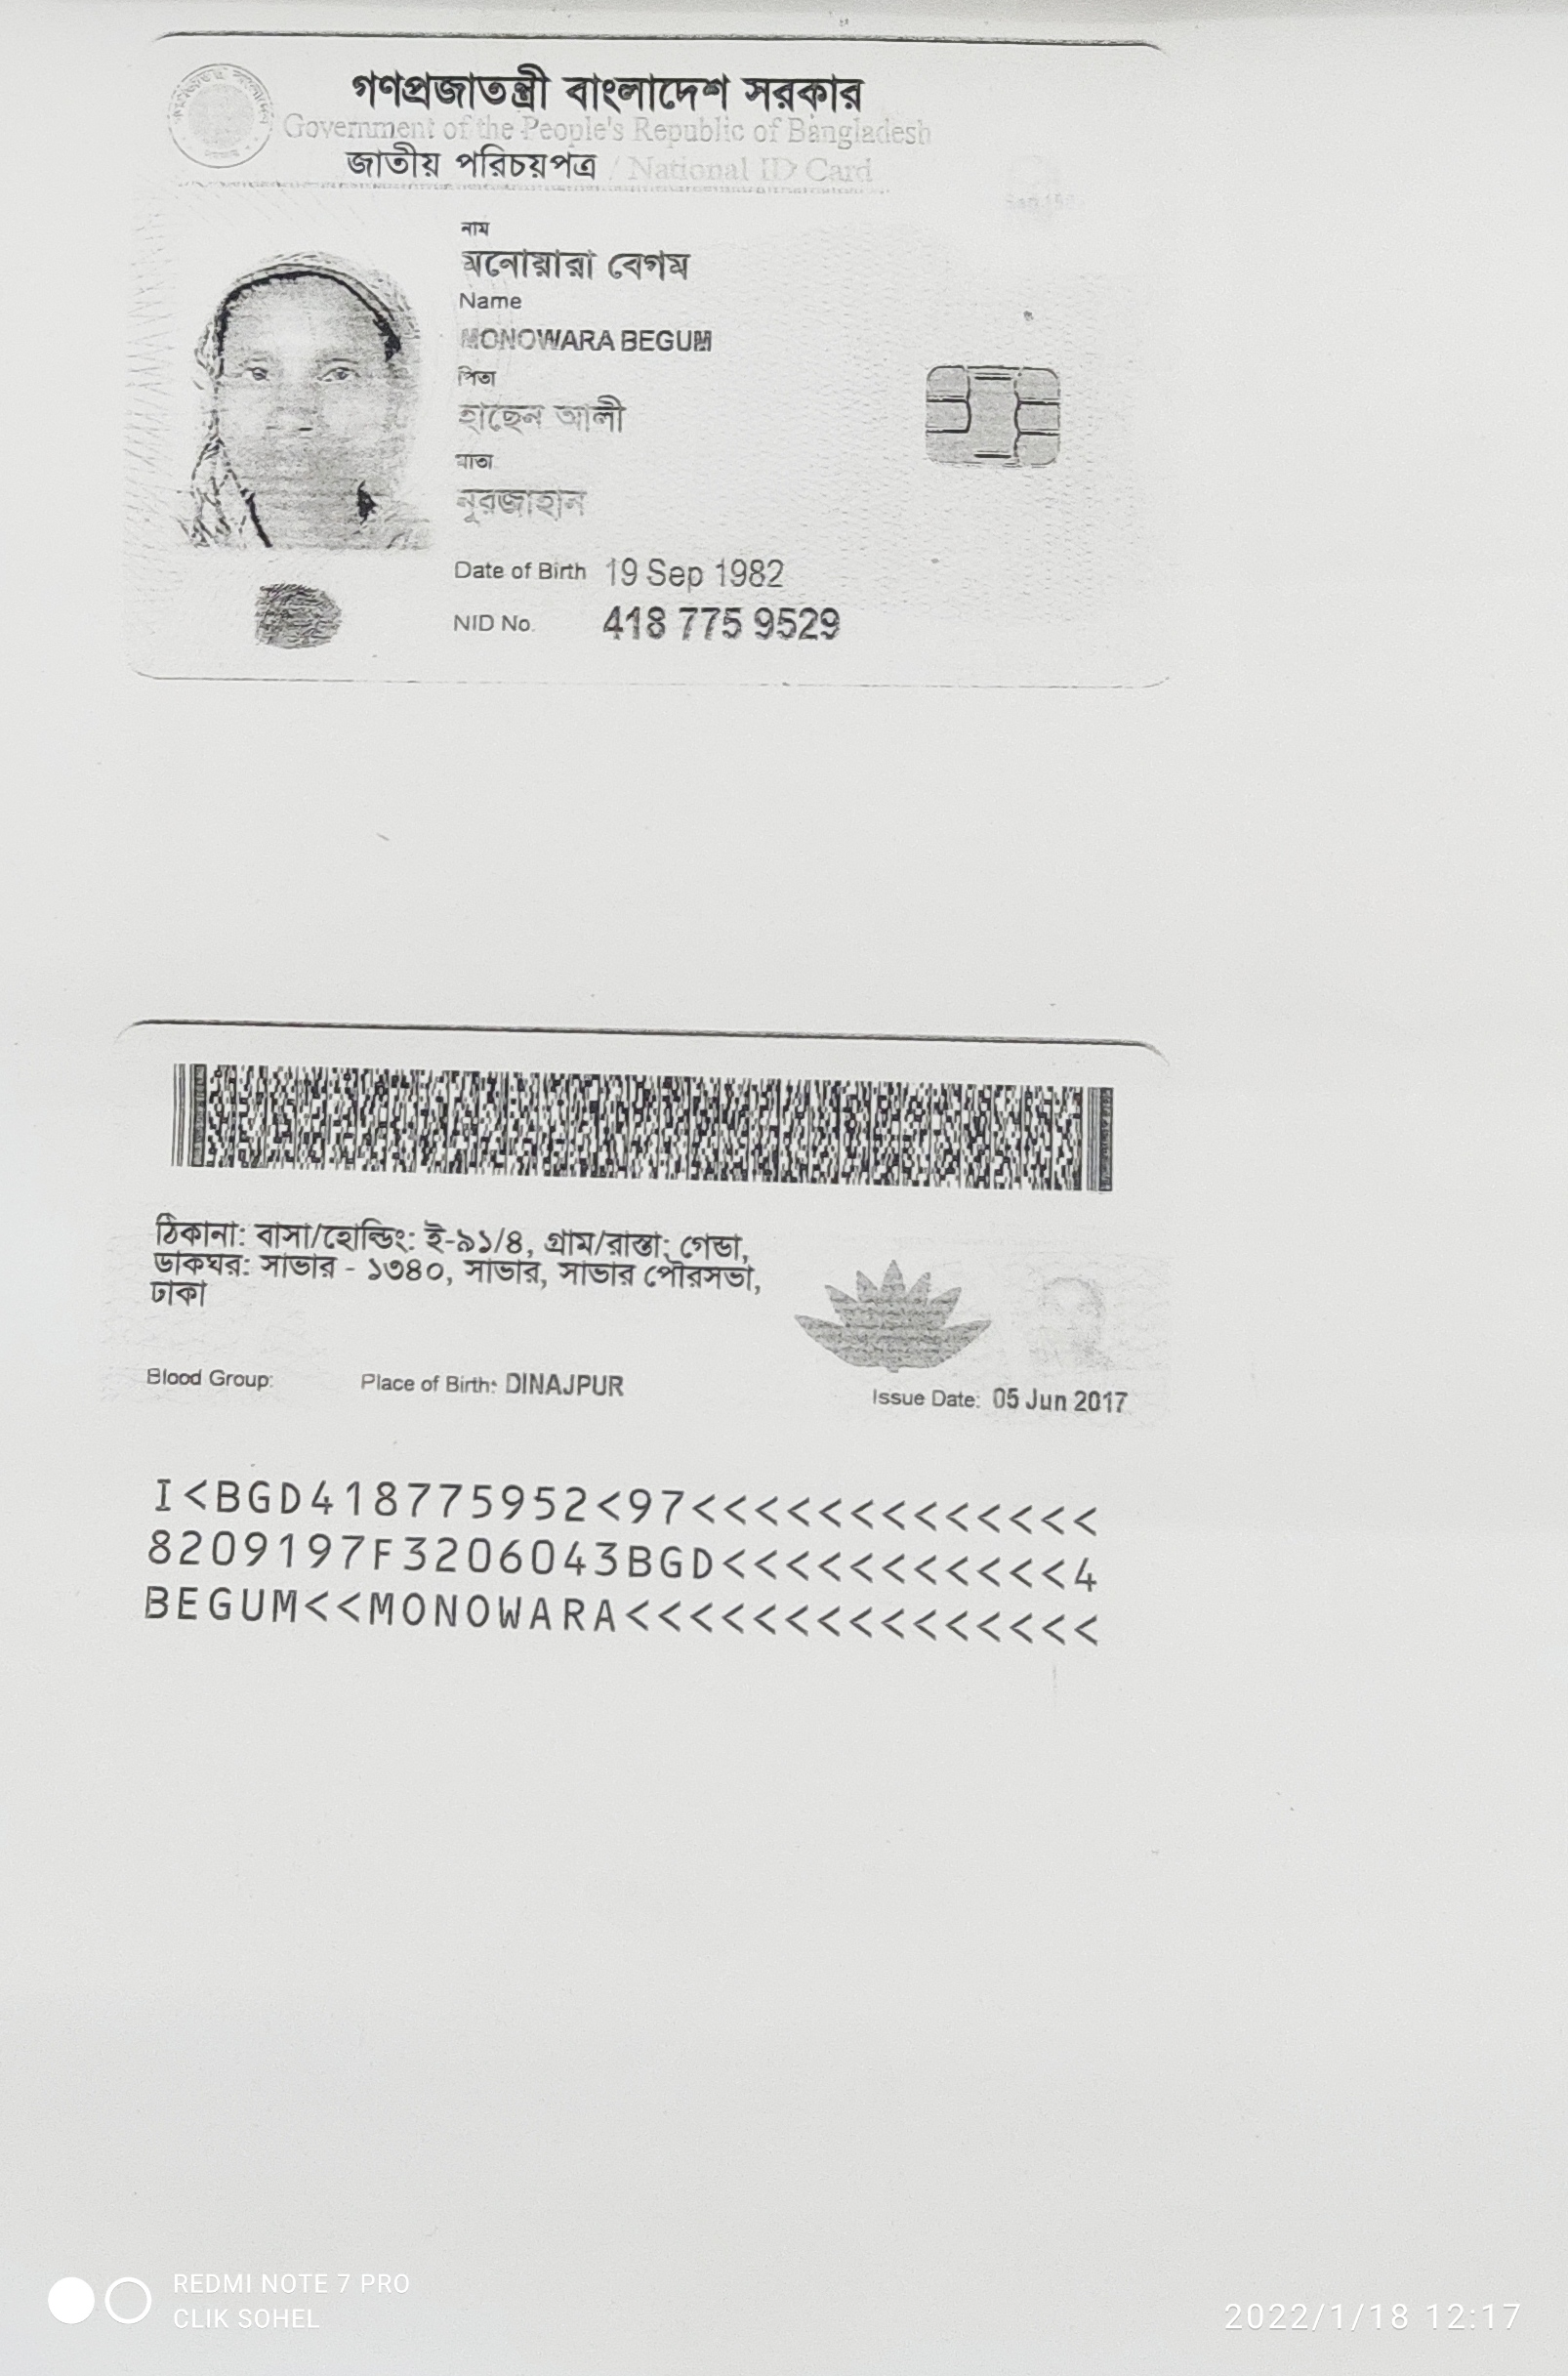 গণপ্রজাতন্ত্রী বাংলাদেশ সরকার
Government of the People's Republic of Bangladesh
জাতীয় পরিচয়পত্র / National ID Card
নাম
মনোয়ারা বেগম
Name
MONOWARA BEGUM
পিতা
হাছেন আলী
মাতা
নূরজাহান
Date of Birth 19 Sep 1982
NID No. 418 775 9529
ঠিকানা: বাসা/হোল্ডিং: ই-৯১/৪, গ্রাম/রাস্তা: গেন্ডা,
ডাকঘর: সাভার - ১৩৪০, সাভার, সাভার পৌরসভা,
ঢাকা
Blood Group: Place of Birth: DINAJPUR Issue Date: 05 Jun 2017
I<BGD418775952<97<<<<<<<<<<<<<
8209197F3206043BGD<<<<<<<<<<<4
BEGUM<<MONOWARA<<<<<<<<<<<<<<<
REDMI NOTE 7 PRO
CLIK SOHEL
2022/1/18 12:17